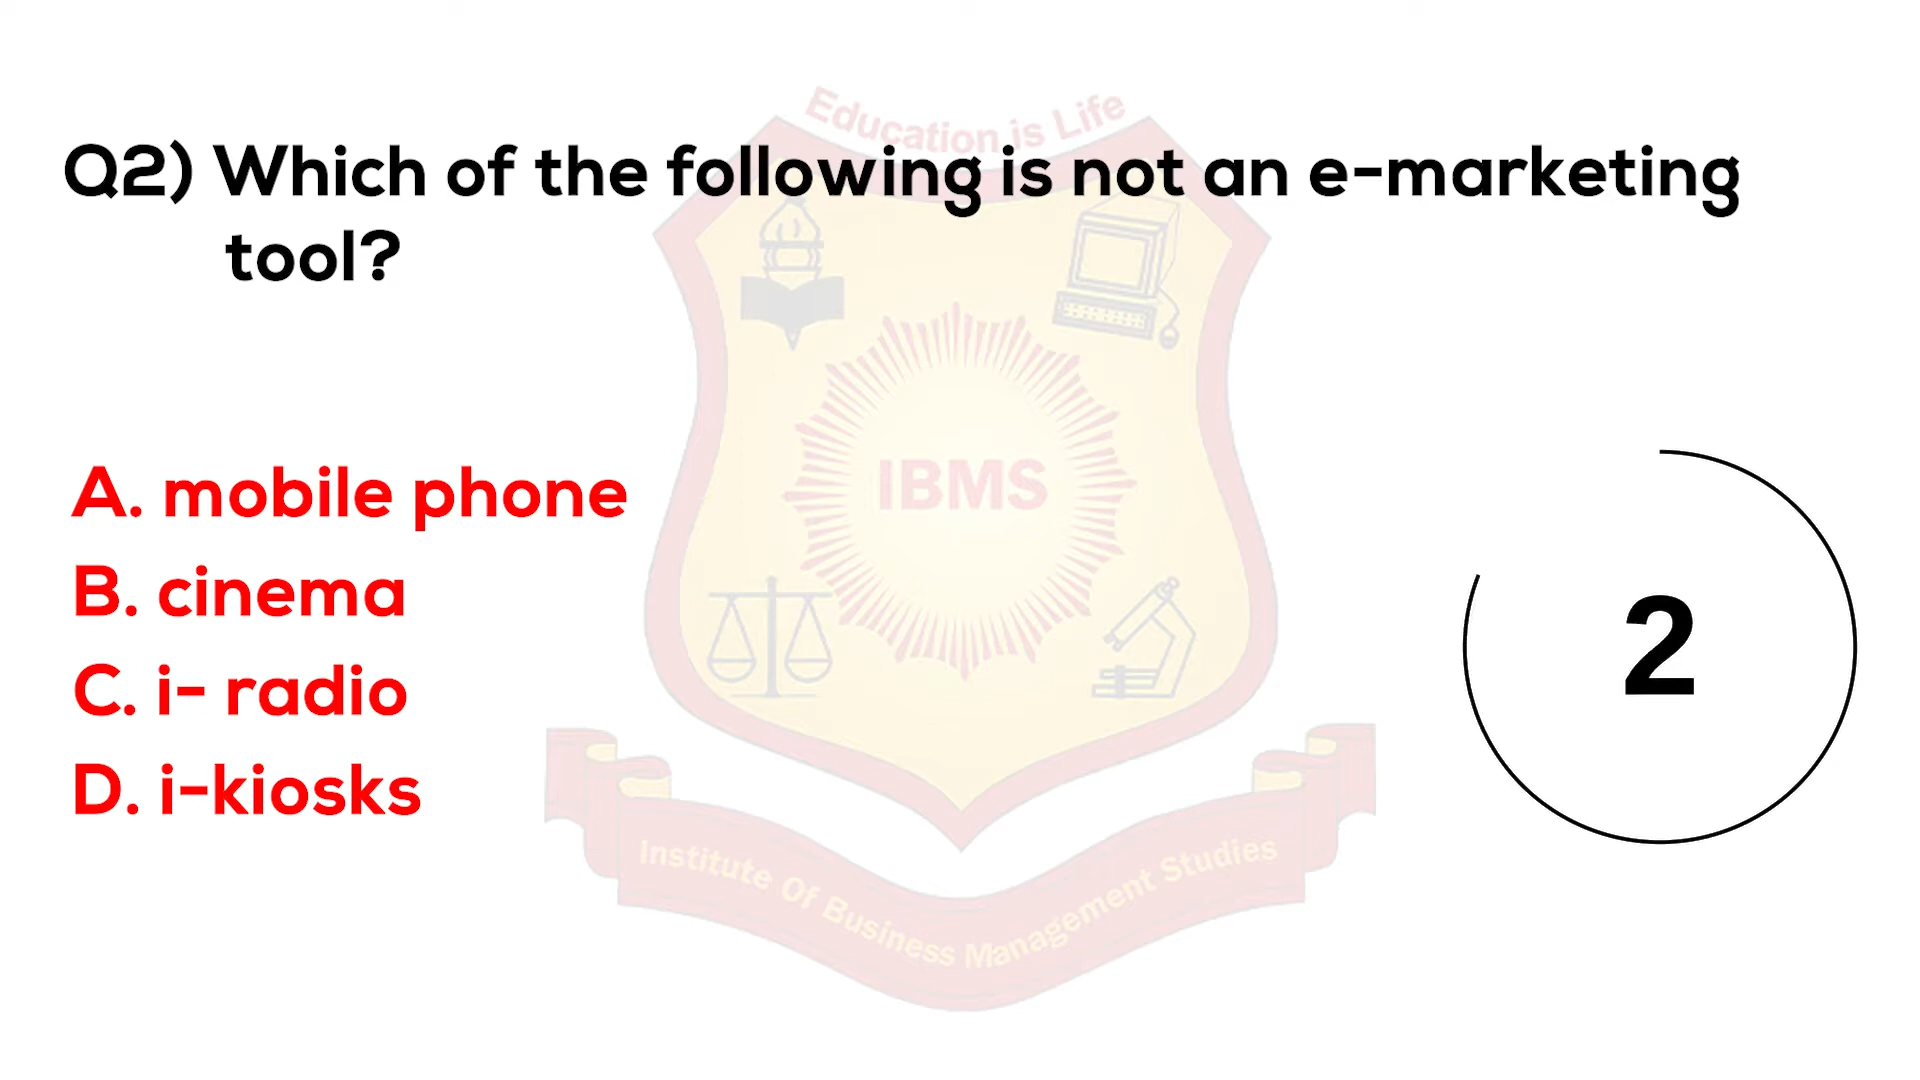 Education is Life
Q2) Which of the following is not an e-marketing
tool?
A. mobile phone
B. cinema
C. i- radio
D. i-kiosks
IBMS
2
Institute Of Business Management Studies